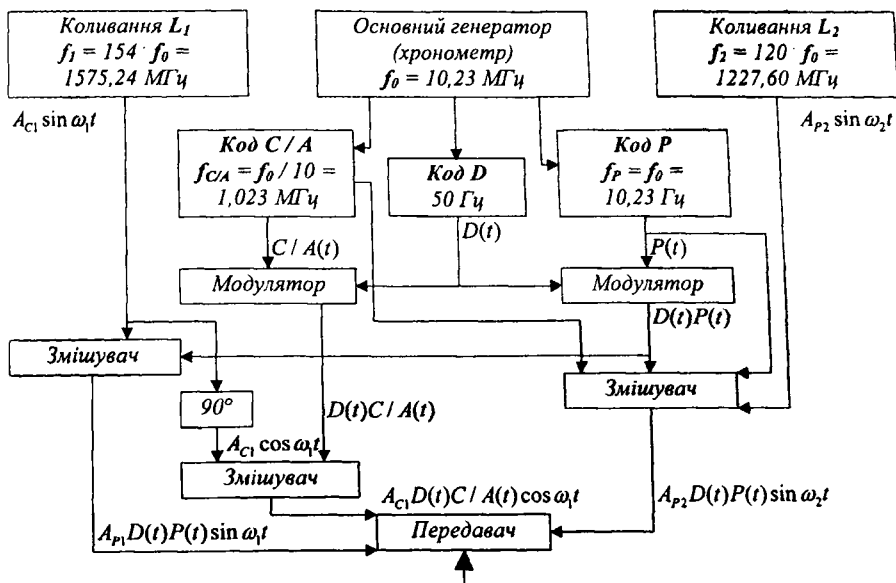 Коливання L₁
f₁ = 154 · f₀ =
1575,24 МГц
Основний генератор
(хронометр)
f₀ = 10,23 МГц
Коливання L₂
f₂ = 120 · f₀ =
1227,60 МГц
A_C1 sin ω₁t
A_P2 sin ω₂t
Код C / A
f_C/A = f₀ / 10 =
1,023 МГц
Код D
50 Гц
Код P
f_P = f₀ =
10,23 Гц
C / A(t)
D(t)
P(t)
Модулятор
Модулятор
D(t)P(t)
Змішувач
Змішувач
90°
D(t)C / A(t)
A_C1 cos ω₁t
Змішувач
A_C1 D(t)C / A(t) cos ω₁t
A_P2 D(t)P(t) sin ω₂t
A_P1 D(t)P(t) sin ω₁t
Передавач